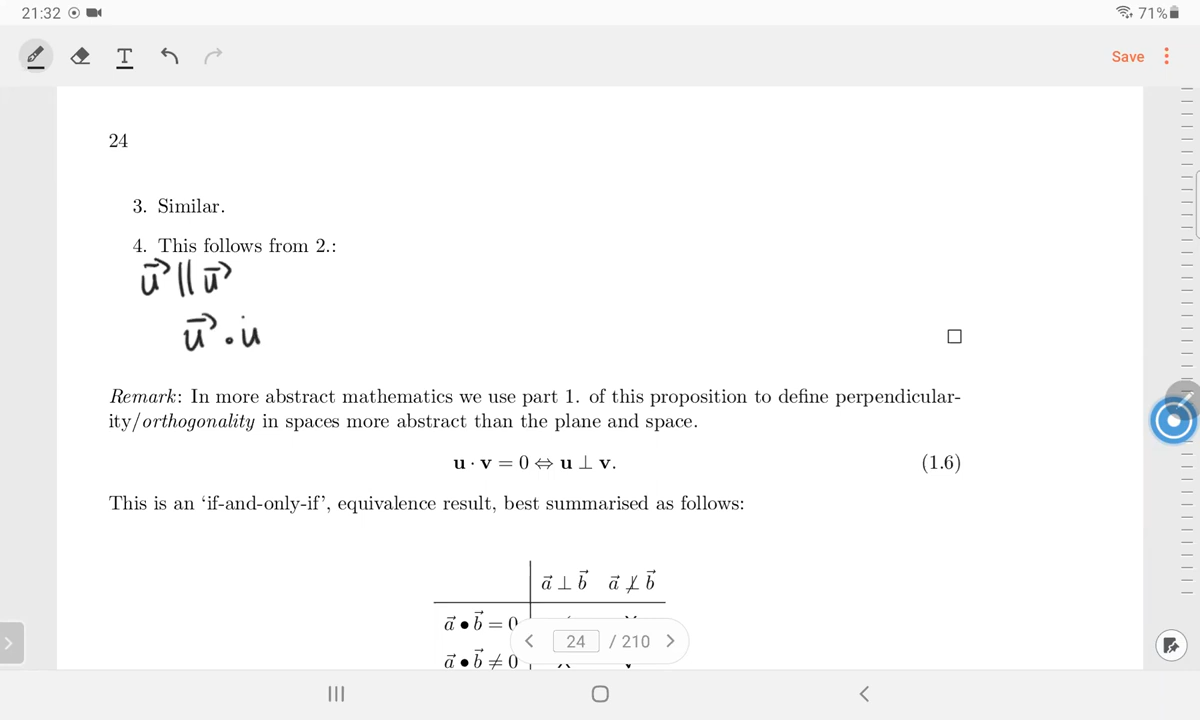 21:32 71%
T Save
24
3. Similar.
4. This follows from 2.:
u⃗ || u⃗
u⃗ • u
Remark: In more abstract mathematics we use part 1. of this proposition to define perpendicular-
ity/orthogonality in spaces more abstract than the plane and space.
u · v = 0 ⇔ u ⊥ v. (1.6)
This is an ‘if-and-only-if’, equivalence result, best summarised as follows:
a⃗ ⊥ b⃗ a⃗ ⊥̸ b⃗
a⃗ • b⃗ = 0
< 24 / 210 >
a⃗ • b⃗ ≠ 0